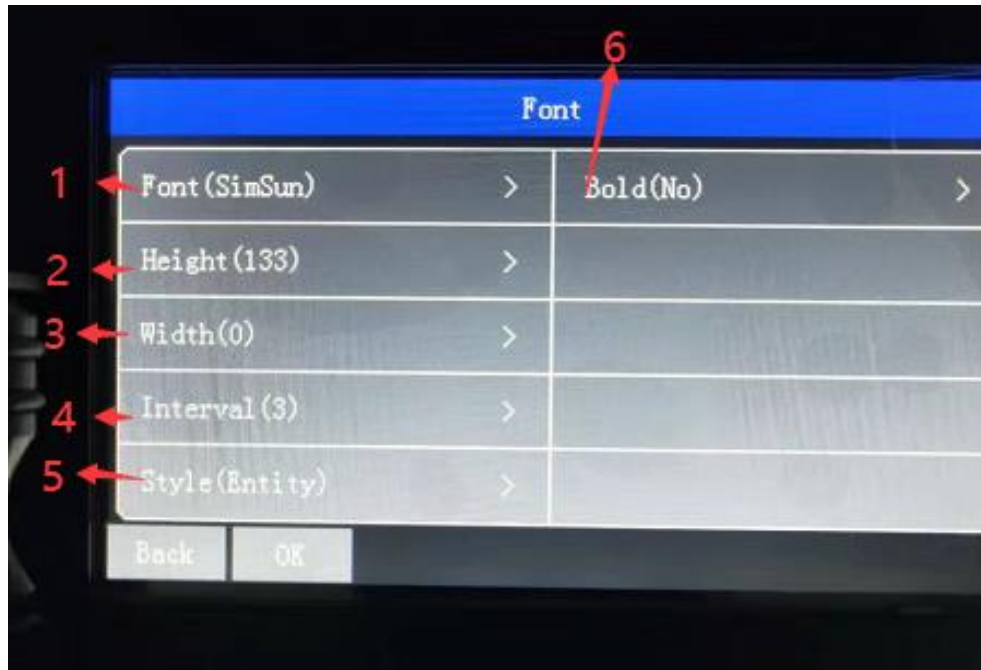 6
Font
1 Font(SimSun) > Bold(No) >
2 Height(133) >
3 Width(0) >
4 Interval(3) >
5 Style(Entity) >
Back OK